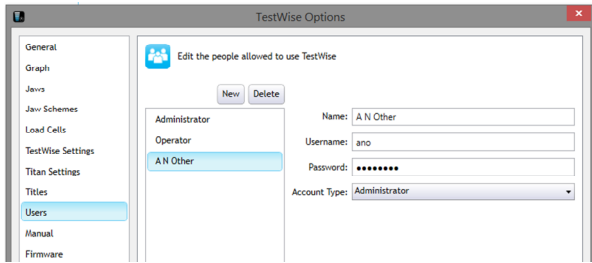 TestWise Options
General
Graph
Jaws
Jaw Schemes
Load Cells
TestWise Settings
Titan Settings
Titles
Users
Manual
Firmware
Edit the people allowed to use TestWise
New Delete
Administrator
Operator
A N Other
Name: A N Other
Username: ano
Password: ••••••••
Account Type: Administrator